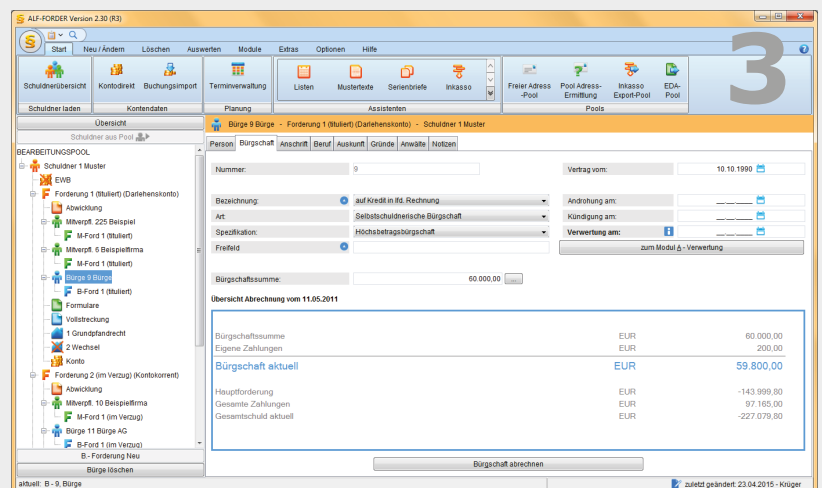 ALF-FORDER Version 2.30 (R3)
Start Neu / Ändern Löschen Auswerten Module Extras Optionen Hilfe
3
Schuldnerübersicht Kontodirekt Buchungsimport Terminverwaltung Listen Mustertexte Serienbriefe Inkasso Freier Adress -Pool Pool Adress- Ermittlung Inkasso Export-Pool EDA- Pool
Schuldner laden Kontendaten Planung Assistenten Pools
Übersicht
Schuldner aus Pool
BEARBEITUNGSPOOL
Schuldner 1 Muster
EWB
Forderung 1 (tituliert) (Darlehenskonto)
Abwicklung
Mitverpfl. 225 Beispiel
M-Ford 1 (tituliert)
Mitverpfl. 6 Beispielfirma
M-Ford 1 (tituliert)
Bürge 9 Bürge
B-Ford 1 (tituliert)
Formulare
Vollstreckung
1 Grundpfandrecht
2 Wechsel
Konto
Forderung 2 (im Verzug) (Kontokorrent)
Abwicklung
Mitverpfl. 10 Beispielfirma
M-Ford 1 (im Verzug)
Bürge 11 Bürge AG
B-Ford 1 (im Verzug)
B.- Forderung Neu
Bürge löschen
Bürge 9 Bürge - Forderung 1 (tituliert) (Darlehenskonto) - Schuldner 1 Muster
Person Bürgschaft Anschrift Beruf Auskunft Gründe Anwälte Notizen
Nummer: 9 Vertrag vom: 10.10.1990
Bezeichnung: auf Kredit in lfd. Rechnung Androhung am: __.__.____
Art: Selbstschuldnerische Bürgschaft Kündigung am: __.__.____
Spezifikation: Höchsbetragsbürgschaft Verwertung am: __.__.____
Freifeld zum Modul A - Verwertung
Bürgschaftssumme: 60.000,00 ...
Übersicht Abrechnung vom 11.05.2011
Bürgschaftssumme EUR 60.000,00
Eigene Zahlungen EUR 200,00
Bürgschaft aktuell EUR 59.800,00
Hauptforderung EUR -143.999,80
Gesamte Zahlungen EUR 97.165,00
Gesamtschuld aktuell EUR -227.079,80
Bürgschaft abrechnen
aktuell: B - 9, Bürge zuletzt geändert: 23.04.2015 - Krüger